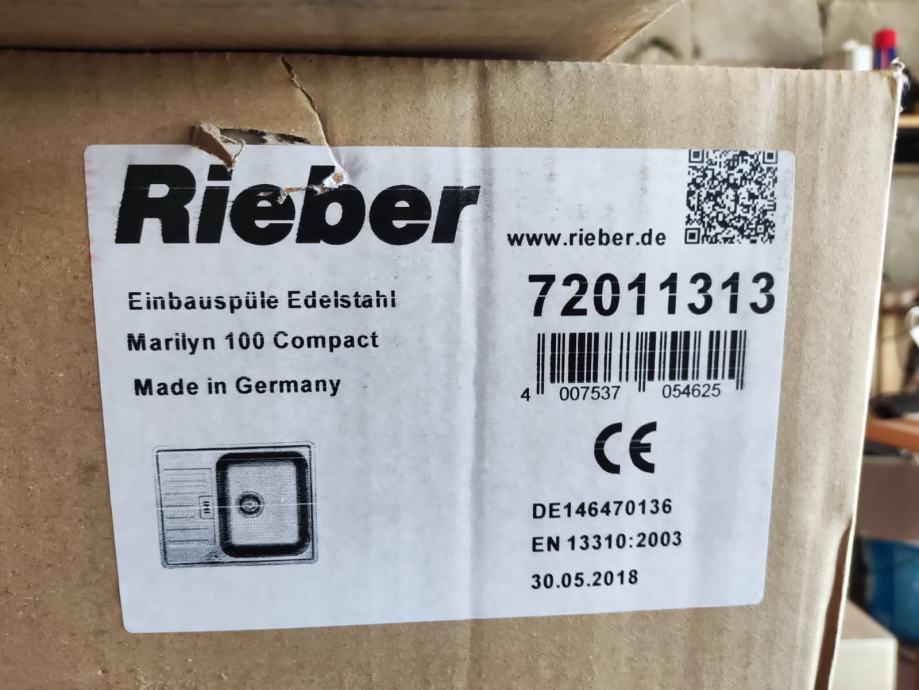 Rieber
www.rieber.de
72011313
Einbauspüle Edelstahl
Marilyn 100 Compact
Made in Germany
4 007537 054625
CE
DE146470136
EN 13310:2003
30.05.2018